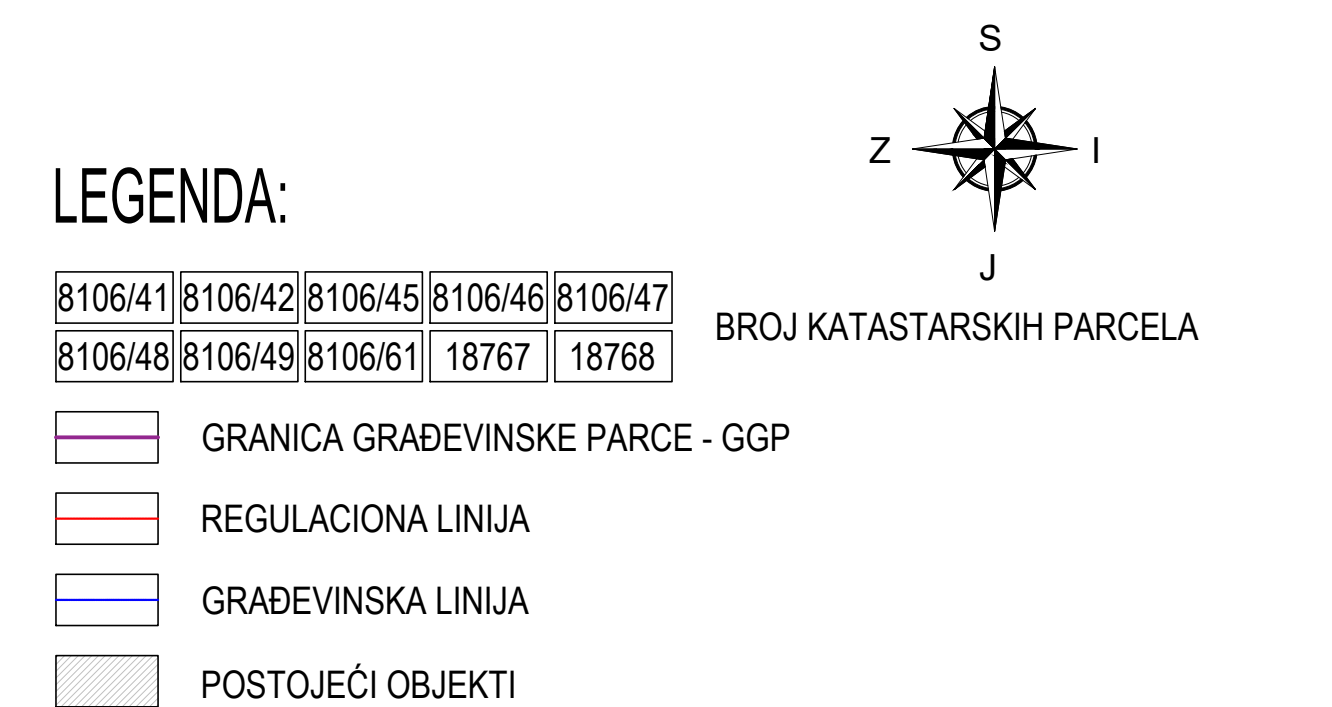 S
Z I
J
LEGENDA:
8106/41 8106/42 8106/45 8106/46 8106/47
8106/48 8106/49 8106/61 18767 18768
BROJ KATASTARSKIH PARCELA
GRANICA GRAĐEVINSKE PARCE - GGP
REGULACIONA LINIJA
GRAĐEVINSKA LINIJA
POSTOJEĆI OBJEKTI